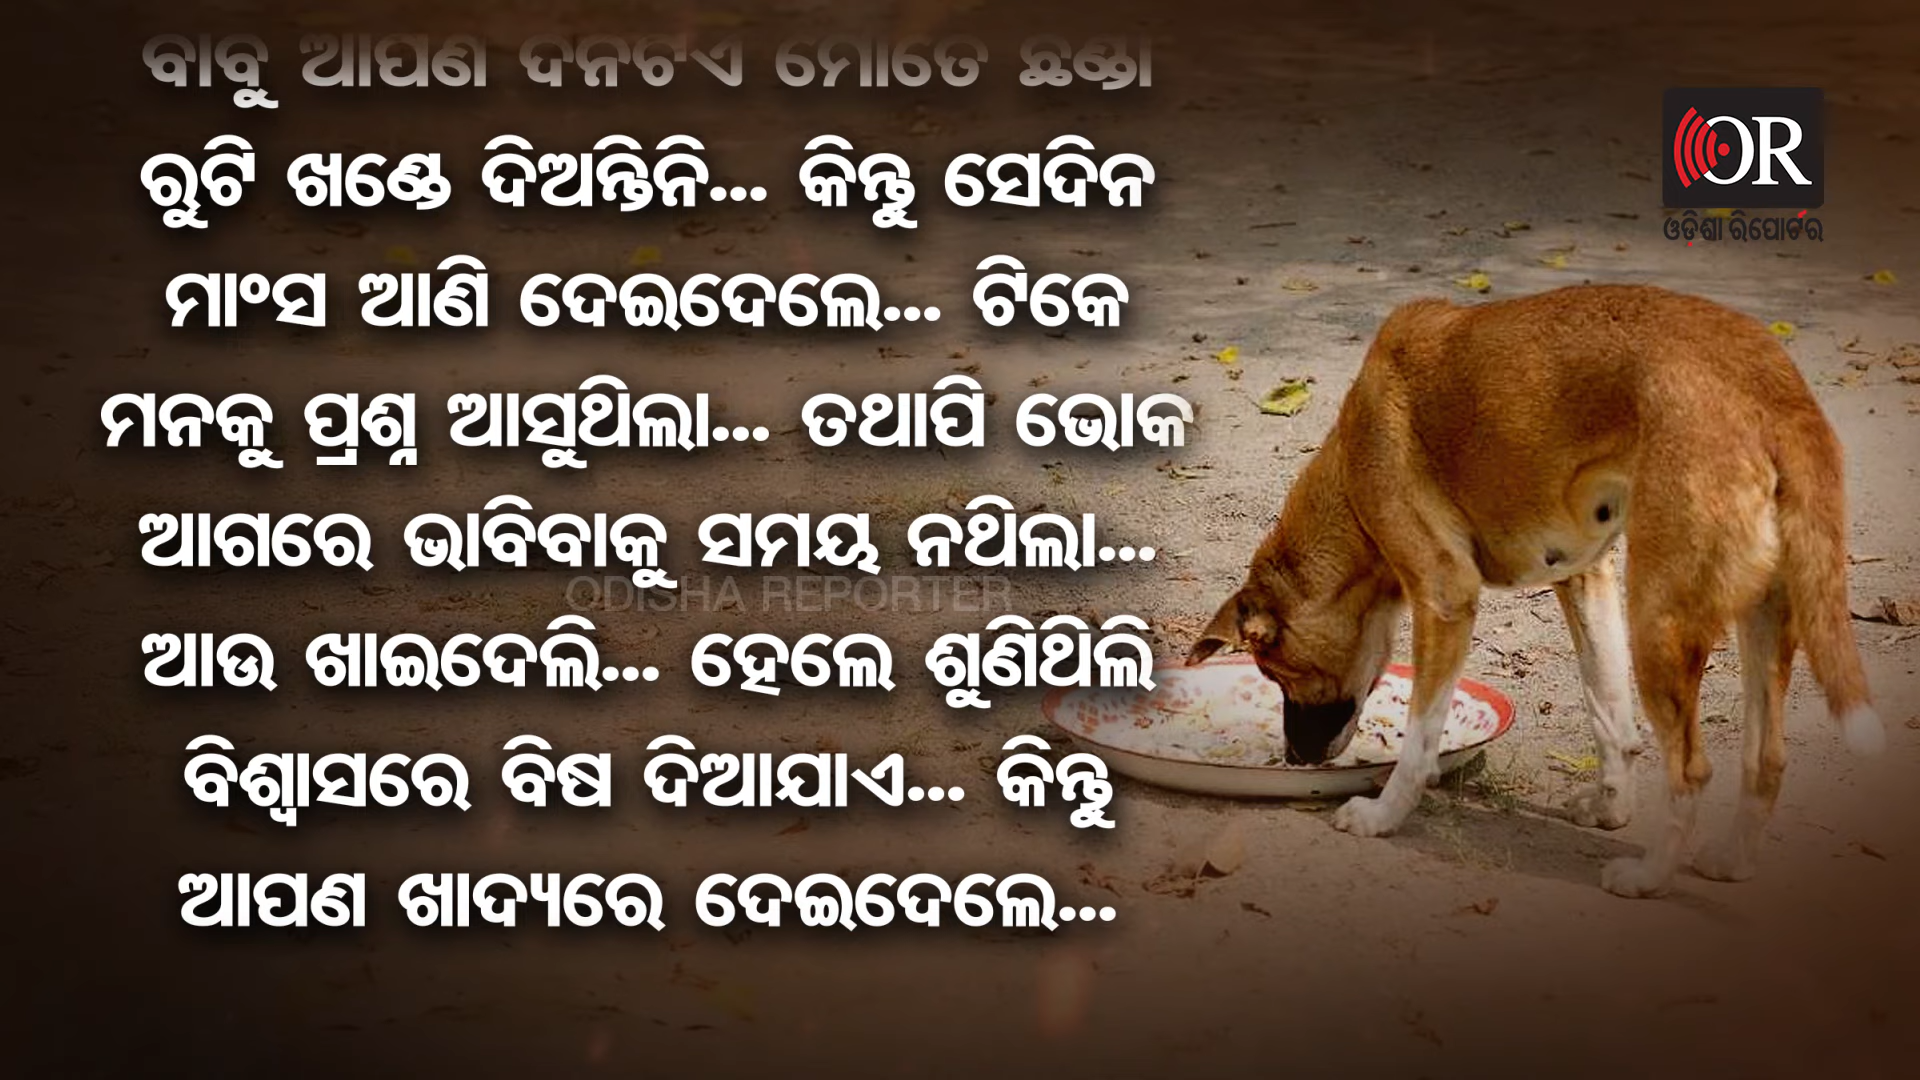 ବାବୁ ଆପଣ ଦିନଟିଏ ମୋତେ ଛଣ୍ଡା
ରୁଟି ଖଣ୍ଡେ ଦିଅନ୍ତିନି... କିନ୍ତୁ ସେଦିନ
ମାଂସ ଆଣି ଦେଇଦେଲେ... ଟିକେ
ମନକୁ ପ୍ରଶ୍ନ ଆସୁଥିଲା... ତଥାପି ଭୋକ
ଆଗରେ ଭାବିବାକୁ ସମୟ ନଥିଲା...
ଆଉ ଖାଇଦେଲି... ହେଲେ ଶୁଣିଥିଲି
ବିଶ୍ୱାସରେ ବିଷ ଦିଆଯାଏ... କିନ୍ତୁ
ଆପଣ ଖାଦ୍ୟରେ ଦେଇଦେଲେ...
OR
ଓଡ଼ିଶା ରିପୋର୍ଟର
ODISHA REPORTER